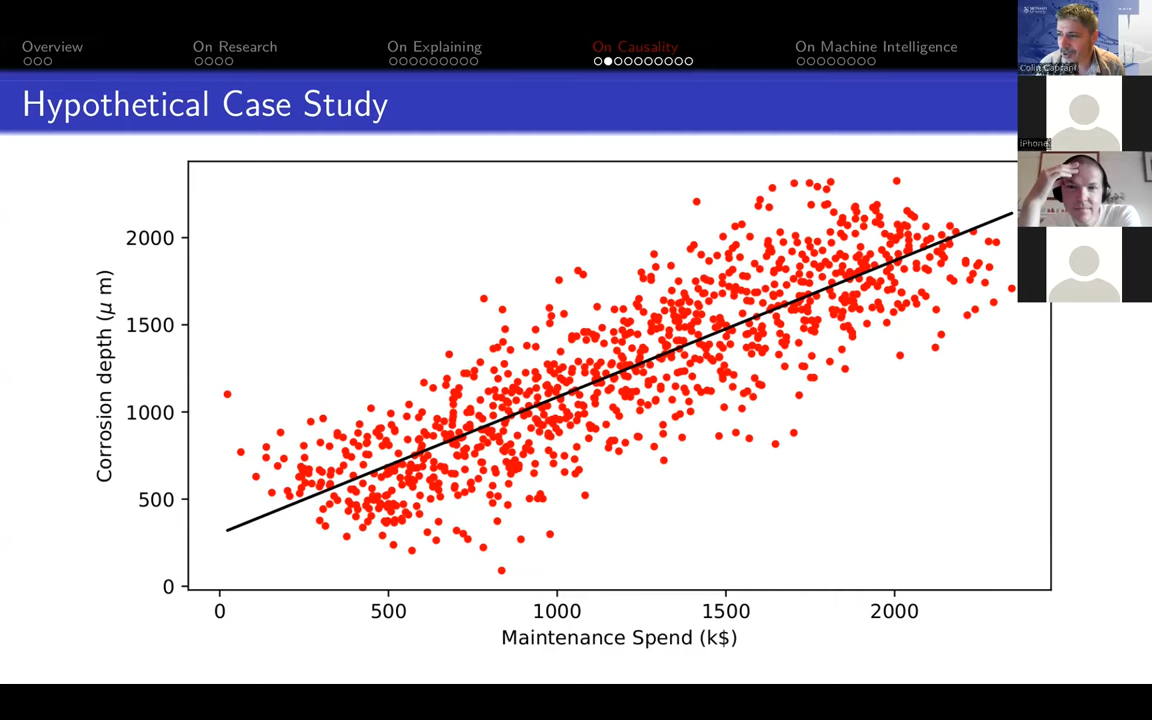 Overview
On Research
On Explaining
On Causality
On Machine Intelligence
Hypothetical Case Study
Colin Caprani
iPhone
2000
1500
1000
500
0
Corrosion depth (μ m)
0 500 1000 1500 2000
Maintenance Spend (k$)